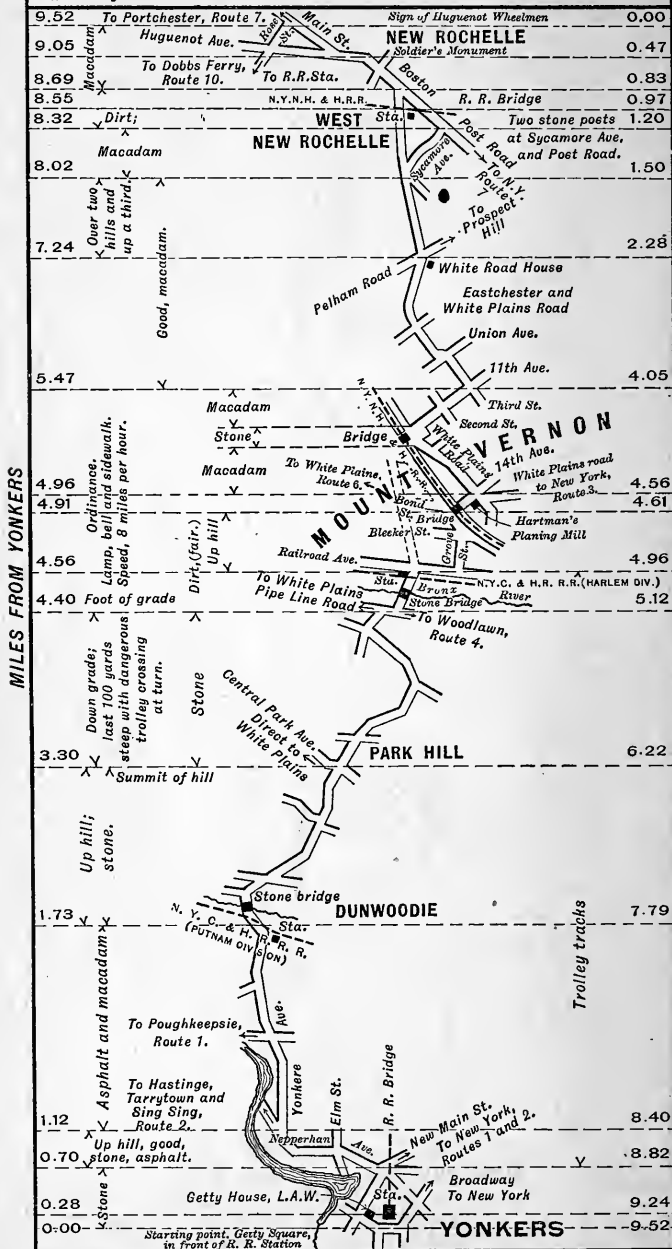 9.52 To Portchester, Route 7. Rose St. Main St. Sign of Huguenot Wheelmen 0.00
Huguenot Ave. NEW ROCHELLE
9.05 Soldier's Monument 0.47
Macadam
To Dobbs Ferry,
Route 10.
To R.R.Sta.
Boston
8.69 0.83
8.55 N.Y.N.H. & H.R.R. R. R. Bridge 0.97
8.32 Dirt; WEST Sta. Two stone posts 1.20
NEW ROCHELLE Post Road at Sycamore Ave.
Macadam and Post Road.
8.02 Sycamore Ave. 1.50
To N.Y.
Route
7
Over two
hills and
up a third.
To
Prospect
Hill
7.24 2.28
Good, macadam.
White Road House
Pelham Road
Eastchester and
White Plains Road
Union Ave.
11th Ave.
5.47 4.05
N.Y.N.H. & H.R.R.
Macadam
Third St.
Second St.
Stone
Bridge
White Plains
Road
MOUNT VERNON
14th Ave.
Macadam
White Plains road
to New York,
Route 3.
To White Plains,
Route 6.
4.96 4.56
4.91 Bond St. Bridge 4.61
Ordinance.
Lamp, bell and sidewalk.
Speed, 8 miles per hour.
Dirt,(fair.)
Up hill
Bleeker St.
Grove St.
Hartman's
Planing Mill
Railroad Ave.
4.56 4.96
Sta. N.Y.C. & H.R. R.R.(HARLEM DIV.)
To White Plains
Pipe Line Road
Bronx River
Stone Bridge
4.40 Foot of grade 5.12
To Woodlawn,
Route 4.
MILES FROM YONKERS
Down grade;
last 100 yards
steep with dangerous
trolley crossing
at turn.
Stone
Central Park Ave.
Direct to
White Plains
PARK HILL
3.30 6.22
Summit of hill
Up hill;
stone.
Stone bridge
DUNWOODIE
1.73 7.79
N. Y. C. & H. R. R. R.
(PUTNAM DIVISION)
Sta.
Trolley tracks
Asphalt and macadam
To Poughkeepsie,
Route 1.
Yonkers Ave.
To Hastings,
Tarrytown and
Sing Sing,
Route 2.
Elm St.
R. R. Bridge
1.12 8.40
Up hill, good,
stone, asphalt.
Nepperhan Ave.
New Main St.
To New York,
Routes 1 and 2.
0.70 8.82
Stone
Getty House, L.A.W.
Sta.
Broadway
To New York
0.28 9.24
0.00 YONKERS 9.52
Starting point. Getty Square,
in front of R. R. Station